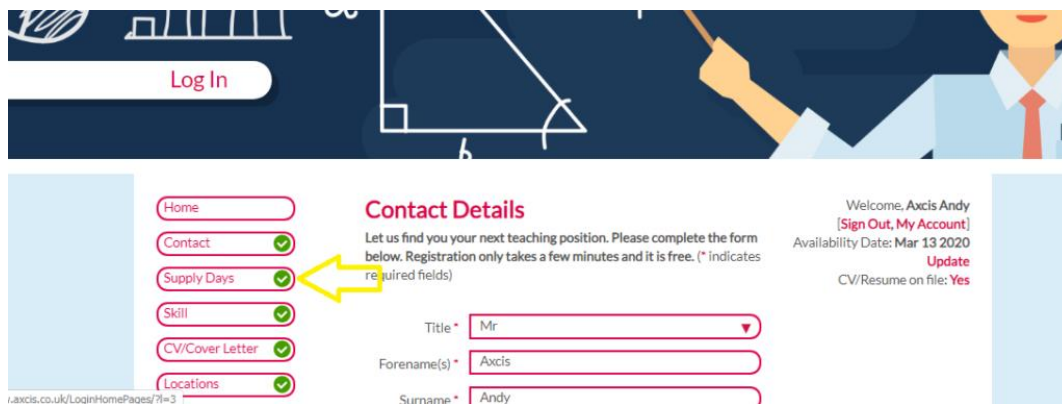 Log In
b
Home
Contact
Supply Days
Skill
CV/Cover Letter
Locations
Contact Details
Let us find you your next teaching position. Please complete the form
below. Registration only takes a few minutes and it is free. (* indicates
required fields)
Title * Mr
Forename(s) * Axcis
Surname * Andy
Welcome, Axcis Andy
[Sign Out, My Account]
Availability Date: Mar 13 2020
Update
CV/Resume on file: Yes
.axcis.co.uk/LoginHomePages/?l=3